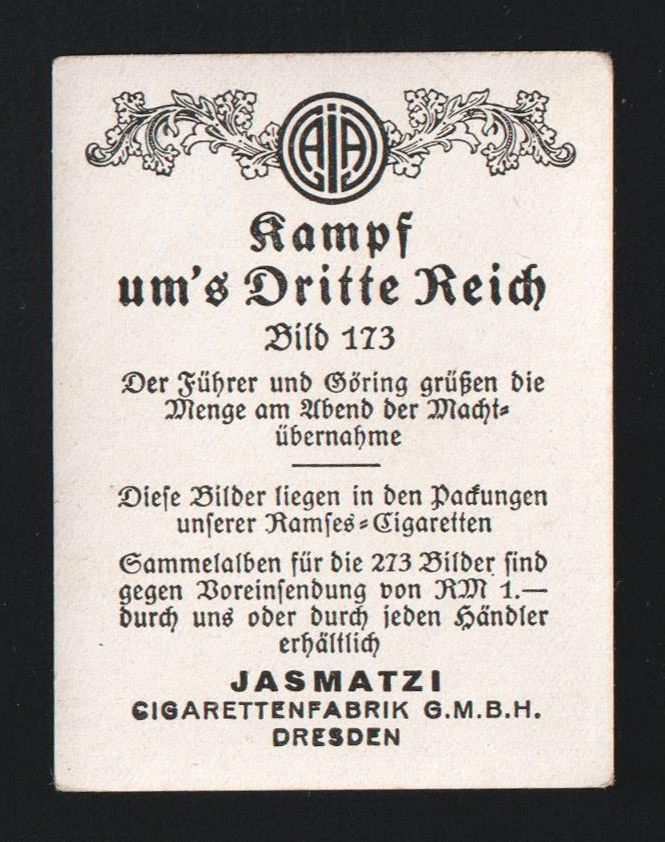 AIA
Kampf
um's Dritte Reich
Bild 173
Der Führer und Göring grüßen die
Menge am Abend der Macht-
übernahme
Diese Bilder liegen in den Packungen
unserer Ramses-Cigaretten
Sammelalben für die 273 Bilder sind
gegen Voreinsendung von RM 1.—
durch uns oder durch jeden Händler
erhältlich
JASMATZI
CIGARETTENFABRIK G.M.B.H.
DRESDEN